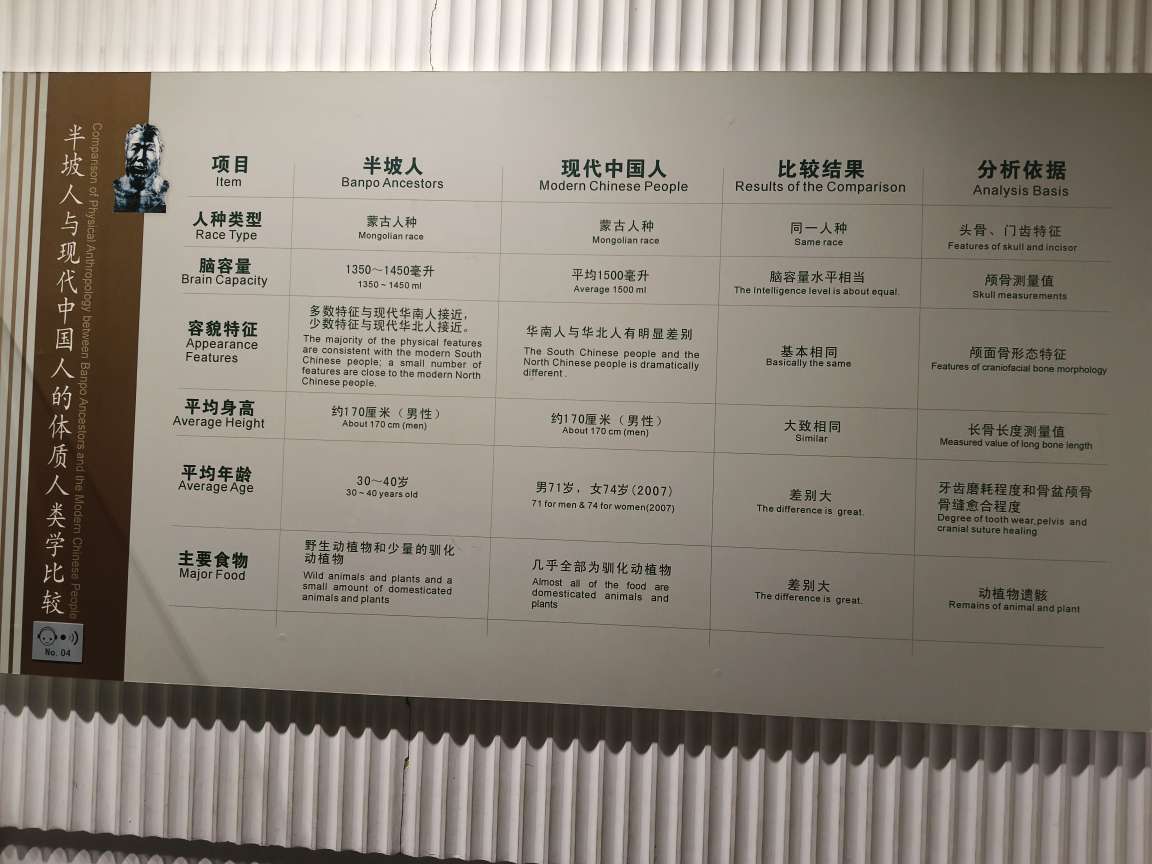 半坡人与现代中国人的体质人类学比较
Comparison of Physical Anthropology between Banpo Ancestors and the Modern Chinese People
No. 04
项目
Item
半坡人
Banpo Ancestors
现代中国人
Modern Chinese People
比较结果
Results of the Comparison
分析依据
Analysis Basis
人种类型
Race Type
蒙古人种
Mongolian race
蒙古人种
Mongolian race
同一人种
Same race
头骨、门齿特征
Features of skull and incisor
脑容量
Brain Capacity
1350～1450毫升
1350 ~ 1450 ml
平均1500毫升
Average 1500 ml
脑容量水平相当
The Intelligence level is about equal.
颅骨测量值
Skull measurements
容貌特征
Appearance
Features
多数特征与现代华南人接近，
少数特征与现代华北人接近。
The majority of the physical features
are consistent with the modern South
Chinese people; a small number of
features are close to the modern North
Chinese people.
华南人与华北人有明显差别
The South Chinese people and the
North Chinese people is dramatically
different .
基本相同
Basically the same
颅面骨形态特征
Features of craniofacial bone morphology
平均身高
Average Height
约170厘米（男性）
About 170 cm (men)
约170厘米（男性）
About 170 cm (men)
大致相同
Similar
长骨长度测量值
Measured value of long bone length
平均年龄
Average Age
30～40岁
30 ~ 40 years old
男71岁，女74岁(2007)
71 for men & 74 for women(2007)
差别大
The difference is great.
牙齿磨耗程度和骨盆颅骨
骨缝愈合程度
Degree of tooth wear,pelvis and
cranial suture healing
主要食物
Major Food
野生动植物和少量的驯化
动植物
Wild animals and plants and a
small amount of domesticated
animals and plants
几乎全部为驯化动植物
Almost all of the food are
domesticated animals and
plants
差别大
The difference is great.
动植物遗骸
Remains of animal and plant